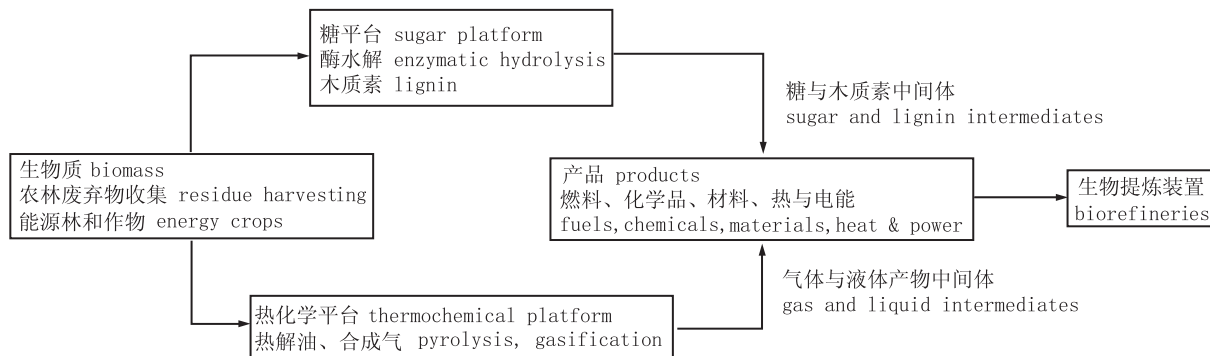 糖平台 sugar platform
酶水解 enzymatic hydrolysis
木质素 lignin
糖与木质素中间体
sugar and lignin intermediates
生物质 biomass
农林废弃物收集 residue harvesting
能源林和作物 energy crops
产品 products
燃料、化学品、材料、热与电能
fuels,chemicals,materials,heat & power
生物提炼装置
biorefineries
气体与液体产物中间体
gas and liquid intermediates
热化学平台 thermochemical platform
热解油、合成气 pyrolysis, gasification